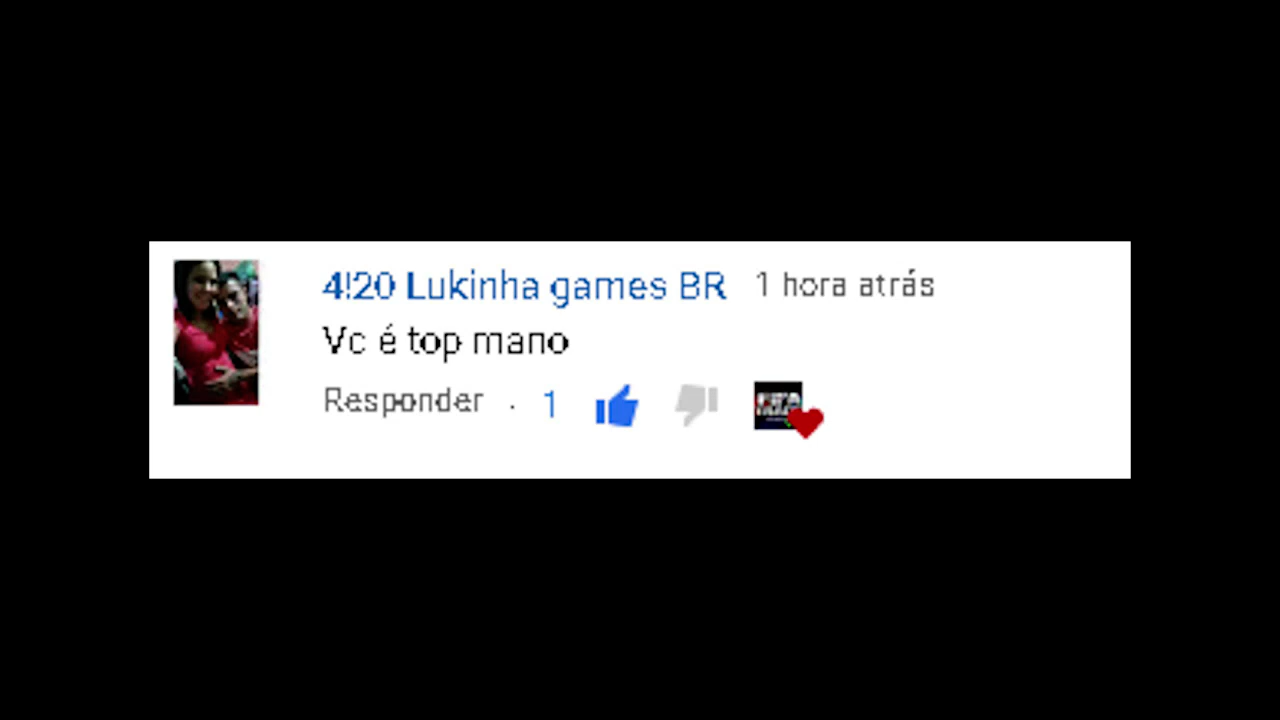 4!20 Lukinha games BR 1 hora atrás
Vc é top mano
Responder · 1